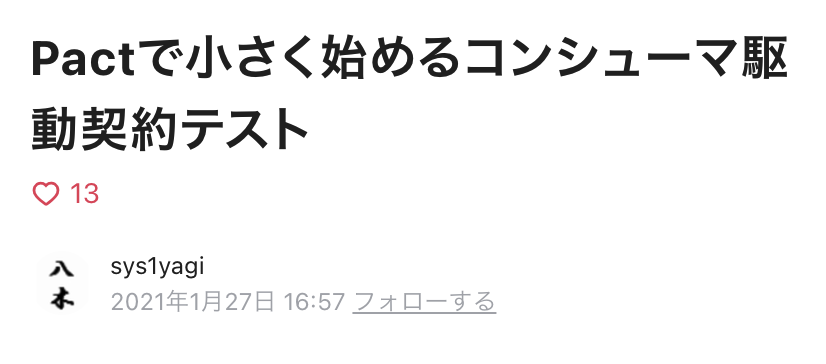 Pactで小さく始めるコンシューマ駆
動契約テスト
13
八木
sys1yagi
2021年1月27日 16:57 フォローする